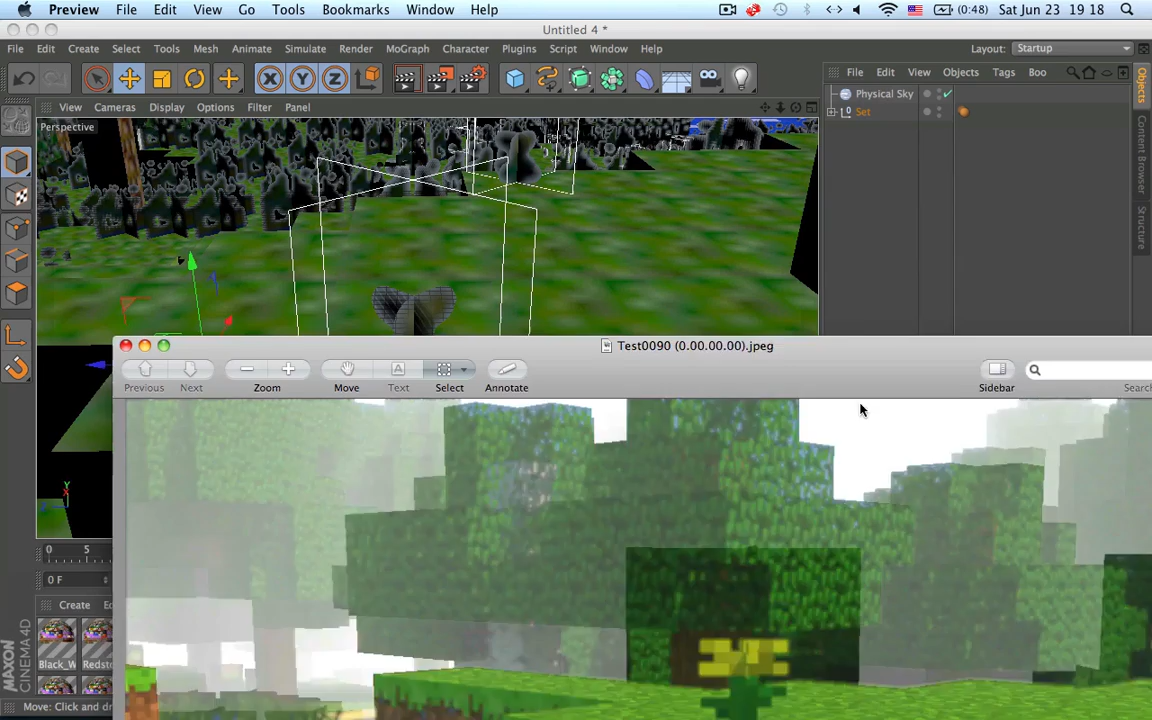 Preview File Edit View Go Tools Bookmarks Window Help (0:48) Sat Jun 23 19 18
Untitled 4 *
File Edit Create Select Tools Mesh Animate Simulate Render MoGraph Character Plugins Script Window Help Layout: Startup
X Y Z
File Edit View Objects Tags Boo
Physical Sky
Set
Objects
Content Browser
Structure
View Cameras Display Options Filter Panel
Perspective
Y
X
Test0090 (0.00.00.00).jpeg
Previous Next Zoom Move Text Select Annotate Sidebar Search
0 5
0 F
Create Ed
Black_W Redsto
MAXON
CINEMA 4D
Move: Click and dr